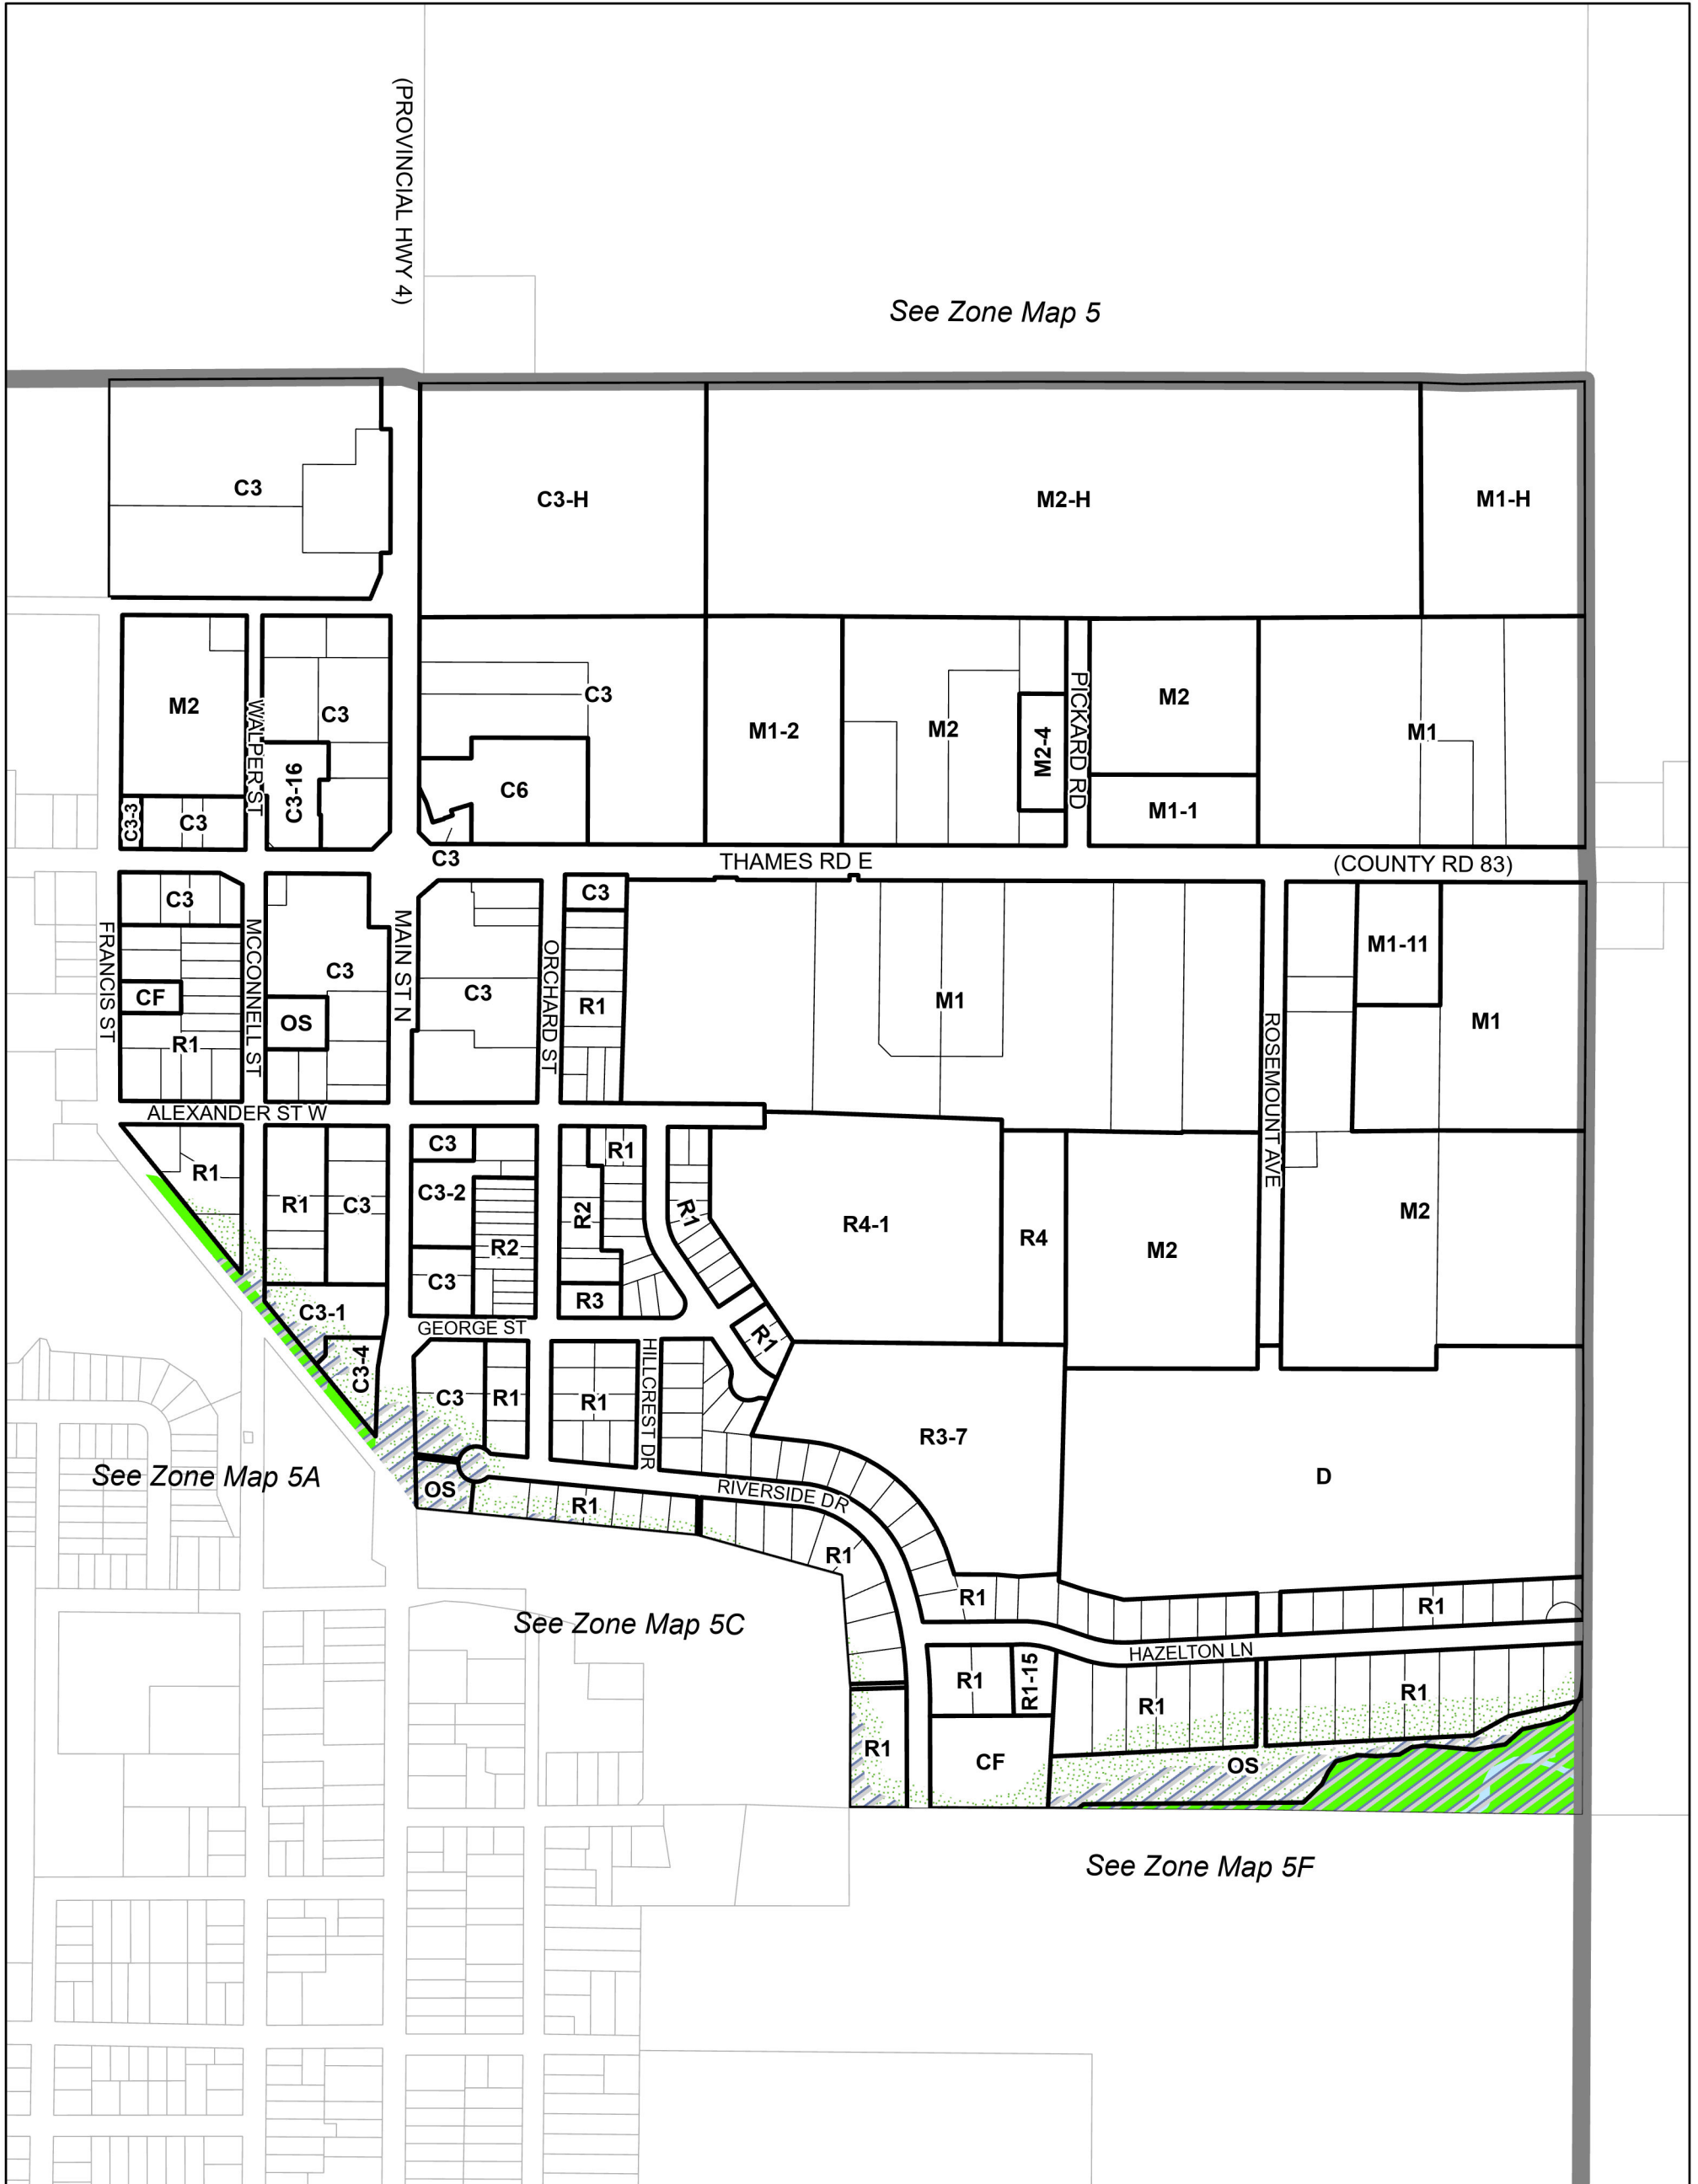 (PROVINCIAL HWY 4)
See Zone Map 5
C3
C3-H
M2-H
M1-H
M2
WALPER ST
C3
C3-16
C3-3
C3
C3
C6
C3
M1-2
M2
M2-4
PICKARD RD
M2
M1-1
M1
THAMES RD E
(COUNTY RD 83)
C3
FRANCIS ST
CF
R1
MCCONNELL ST
C3
OS
MAIN ST N
C3
ORCHARD ST
C3
R1
M1
ROSEMOUNT AVE
M1-11
M1
ALEXANDER ST W
R1
R1
C3
C3-1
C3-4
C3
C3-2
C3
R2
R2
R1
R3
R1
R1
R4-1
R4
M2
M2
GEORGE ST
C3
R1
R1
HILLCREST DR
R3-7
D
See Zone Map 5A
OS
R1
RIVERSIDE DR
R1
See Zone Map 5C
R1
R1
HAZELTON LN
R1
R1-15
R1
R1
R1
CF
OS
See Zone Map 5F